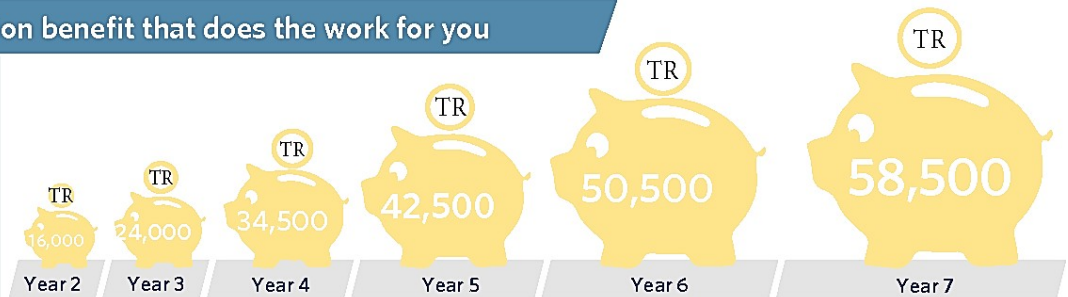 on benefit that does the work for you
TR
TR
TR
TR
TR
TR
16,000
24,000
34,500
42,500
50,500
58,500
Year 2
Year 3
Year 4
Year 5
Year 6
Year 7